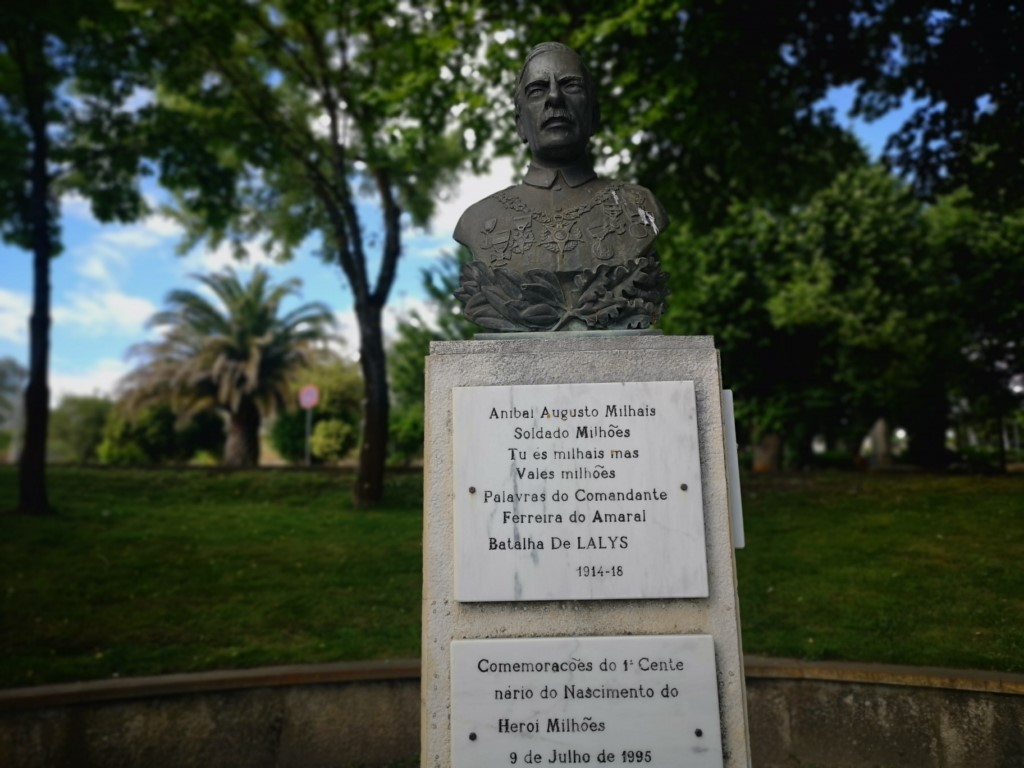 Anibal Augusto Milhais
Soldado Milhões
Tu és milhais mas
Vales milhões
Palavras do Comandante
Ferreira do Amaral
Batalha De LALYS
1914-18
Comemoracões do 1º Cente
nário do Nascimento do
Heroi Milhões
9 de Julho de 1995